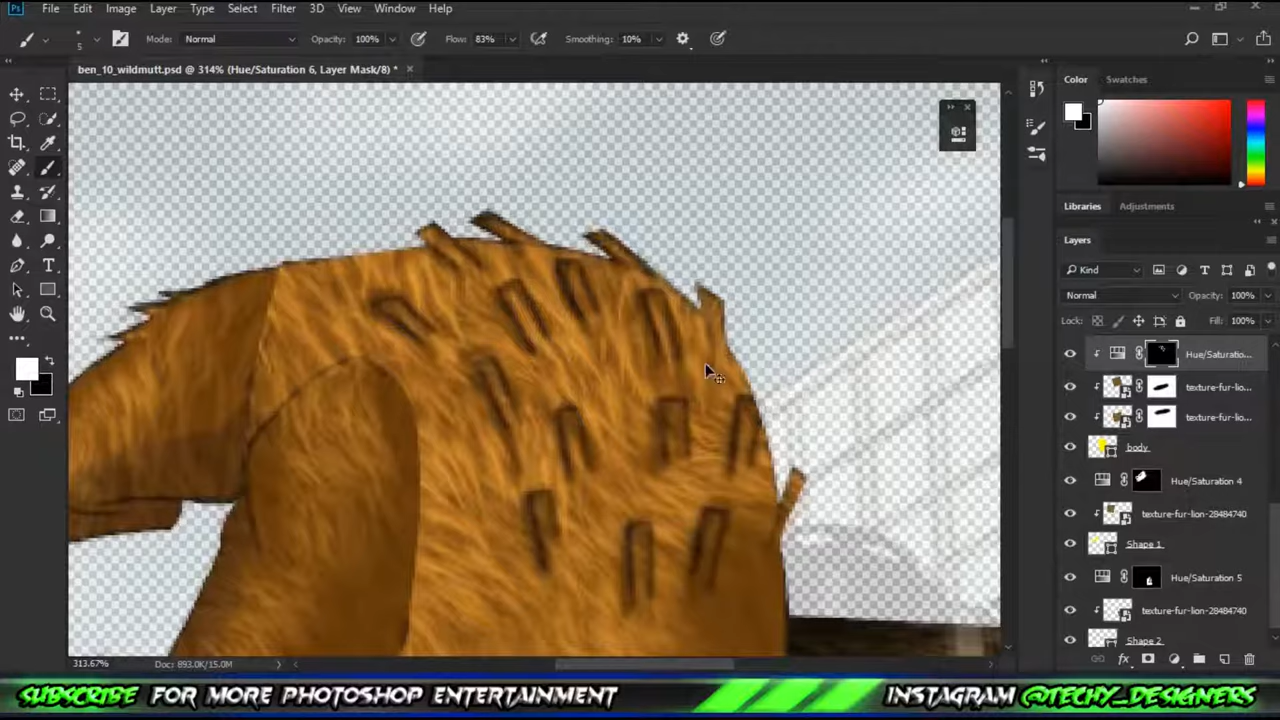 Ps File Edit Image Layer Type Select Filter 3D View Window Help
5 Mode: Normal Opacity: 100% Flow: 83% Smoothing: 10%
ben_10_wildmutt.psd @ 314% (Hue/Saturation 6, Layer Mask/8) *
Color Swatches
Libraries Adjustments
Layers
Kind
Normal Opacity: 100%
Lock: Fill: 100%
Hue/Saturatio...
texture-fur-lio...
texture-fur-lio...
body
Hue/Saturation 4
texture-fur-lion-28484740
Shape 1
Hue/Saturation 5
texture-fur-lion-28484740
Shape 2
313.67% Doc: 893.0K/15.0M
SUBSCRIBE FOR MORE PHOTOSHOP ENTERTAINMENT INSTAGRAM @TECHY_DESIGNERS